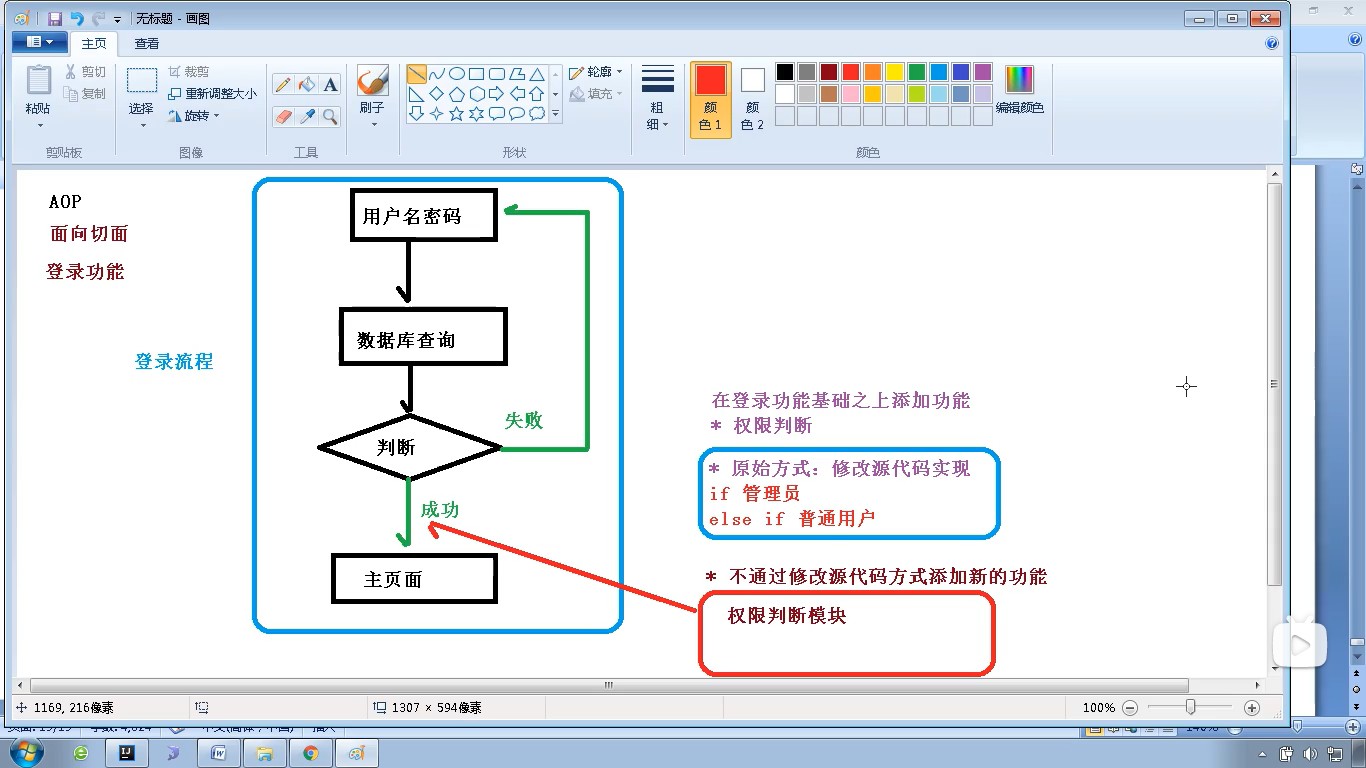 无标题 - 画图
主页
查看
粘贴
剪切
复制
剪贴板
选择
裁剪
重新调整大小
旋转
图像
A
工具
刷子
形状
轮廓
填充
粗
细
颜
色 1
颜
色 2
编辑颜色
颜色
AOP
面向切面
登录功能
登录流程
用户名密码
数据库查询
判断
失败
成功
主页面
在登录功能基础之上添加功能
* 权限判断
* 原始方式：修改源代码实现
if 管理员
else if 普通用户
* 不通过修改源代码方式添加新的功能
权限判断模块
1169, 216像素
1307 × 594像素
100%